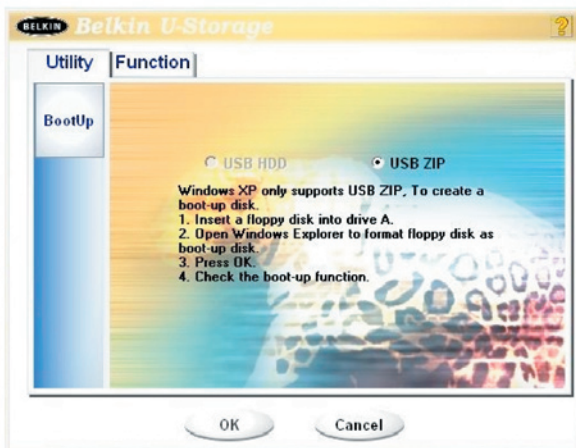 BELKIN Belkin U-Storage ?
Utility Function
BootUp
USB HDD USB ZIP
Windows XP only supports USB ZIP, To create a
boot-up disk.
1. Insert a floppy disk into drive A.
2. Open Windows Explorer to format floppy disk as
boot-up disk.
3. Press OK.
4. Check the boot-up function.
OK Cancel